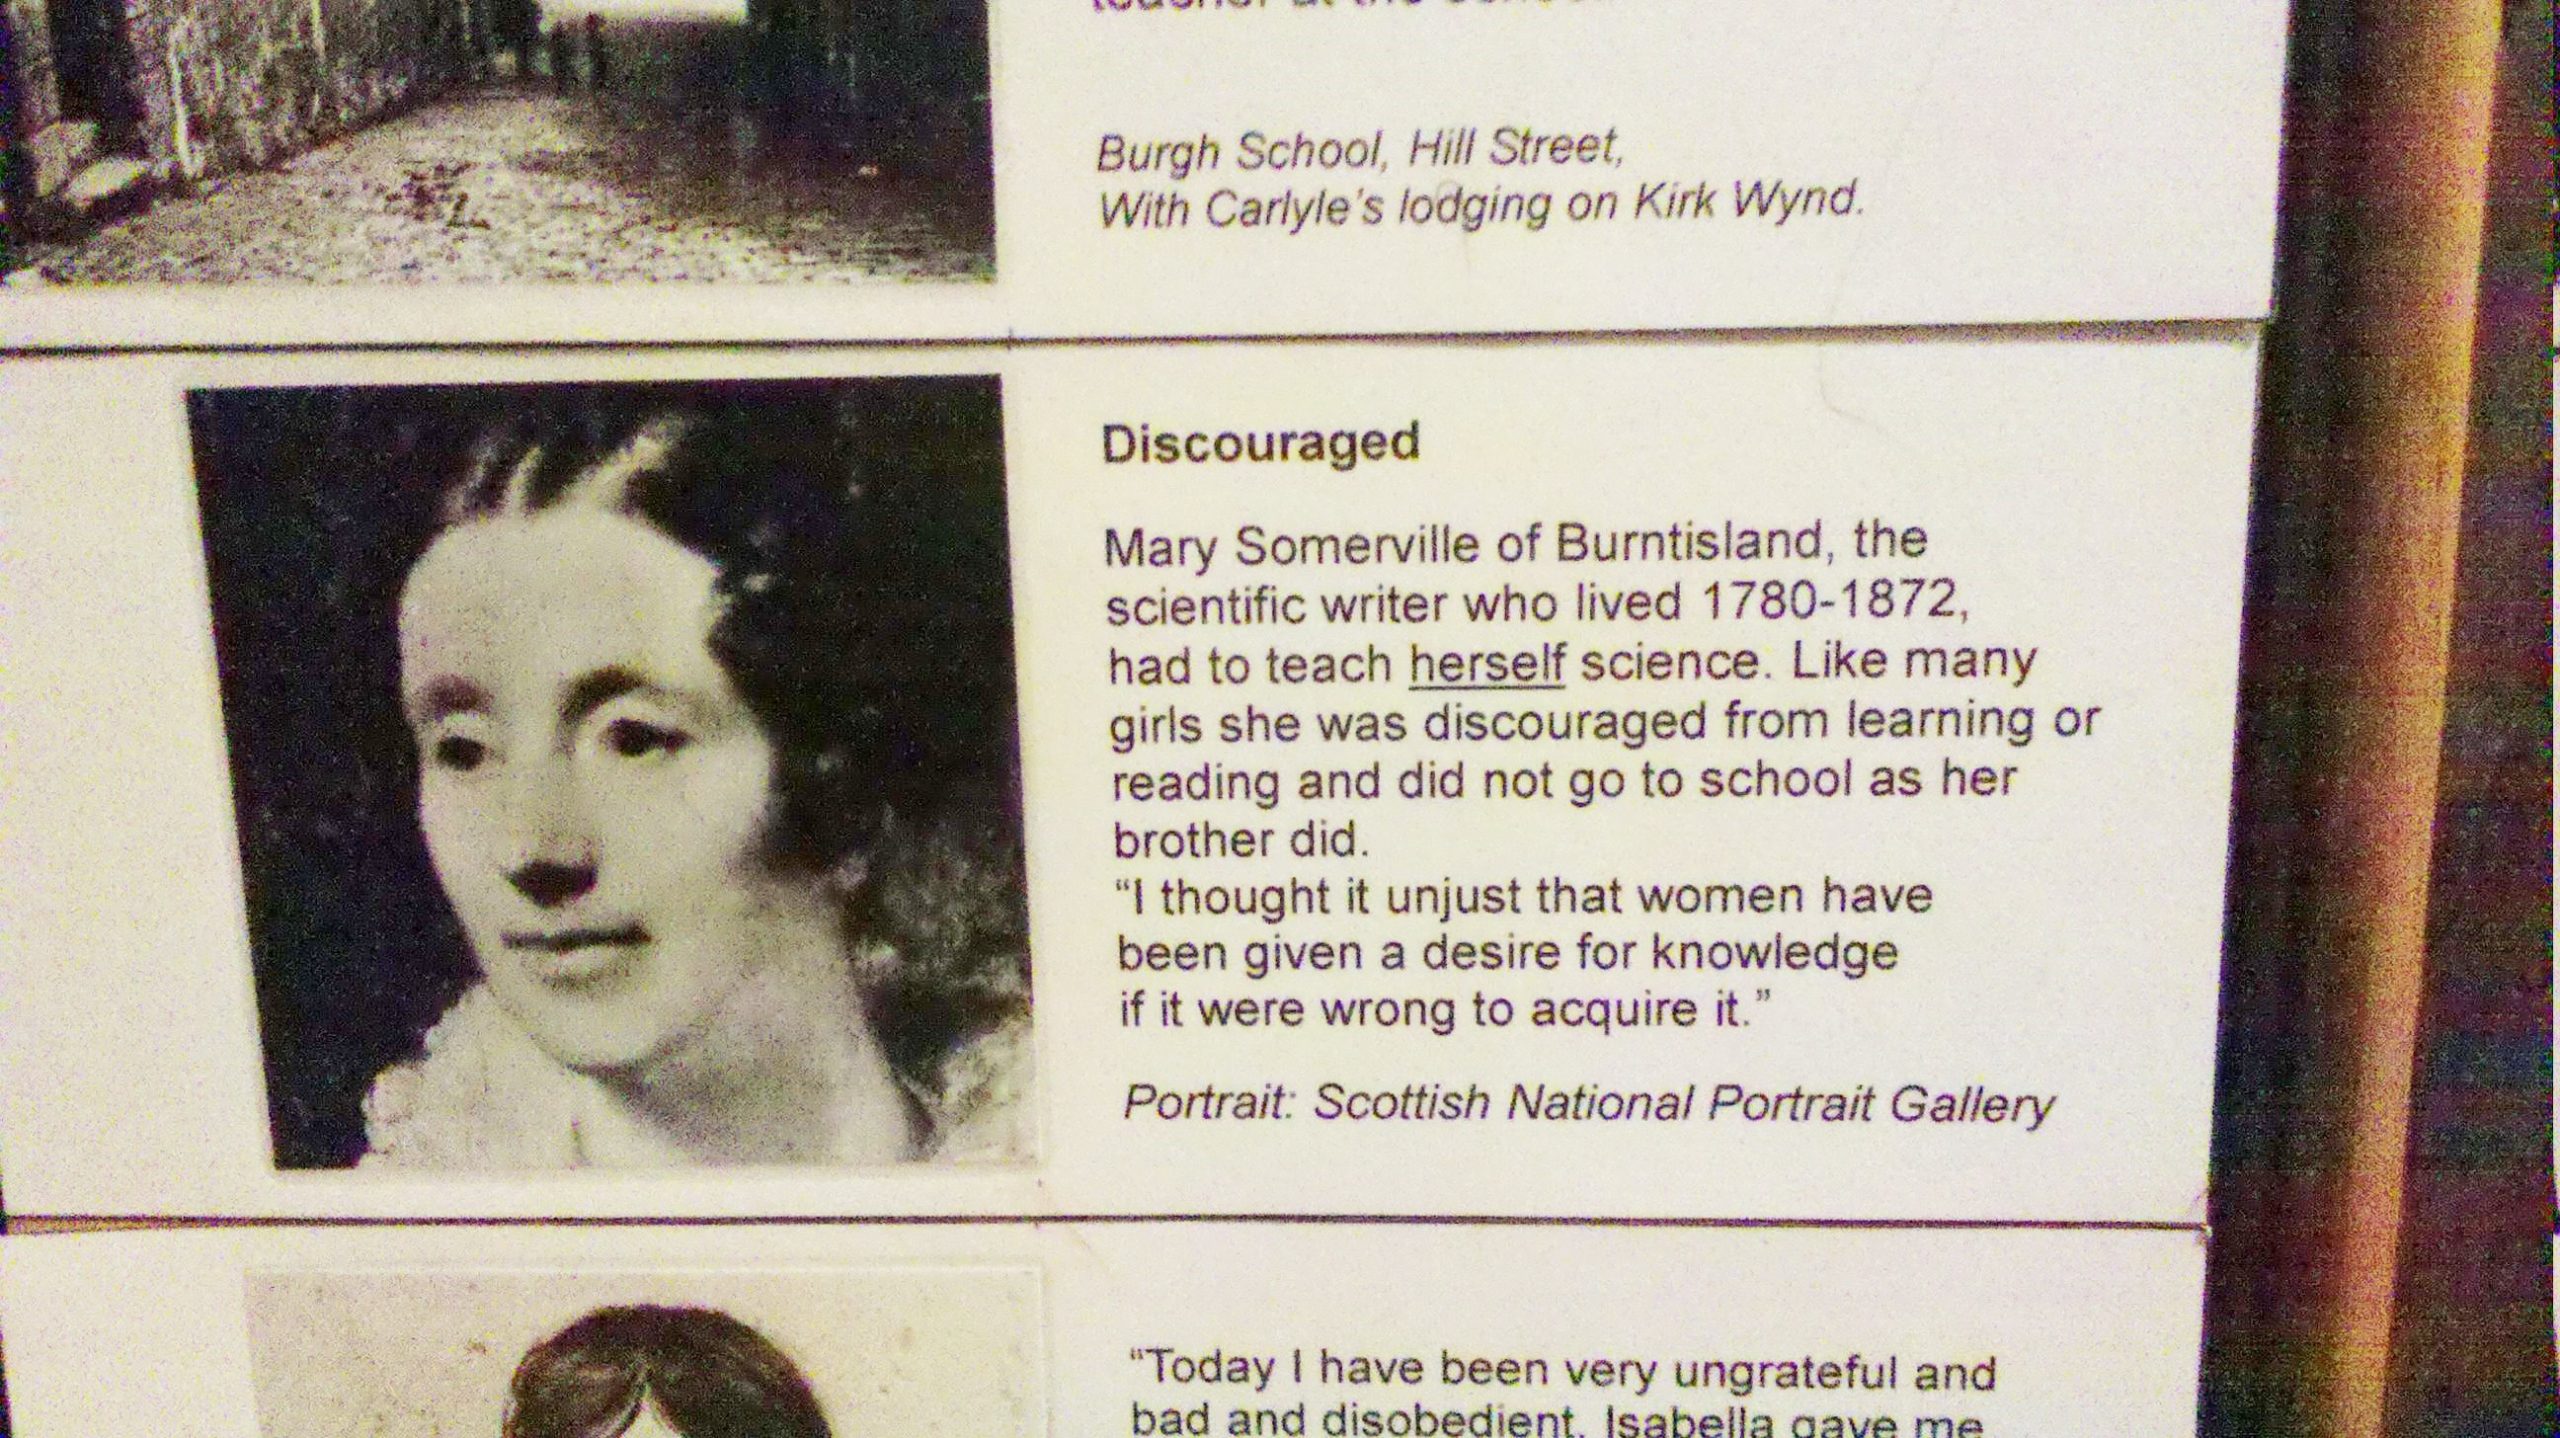 Burgh School, Hill Street,
With Carlyle's lodging on Kirk Wynd.
Discouraged
Mary Somerville of Burntisland, the
scientific writer who lived 1780-1872,
had to teach herself science. Like many
girls she was discouraged from learning or
reading and did not go to school as her
brother did.
“I thought it unjust that women have
been given a desire for knowledge
if it were wrong to acquire it.”
Portrait: Scottish National Portrait Gallery
“Today I have been very ungrateful and
bad and disobedient. Isabella gave me